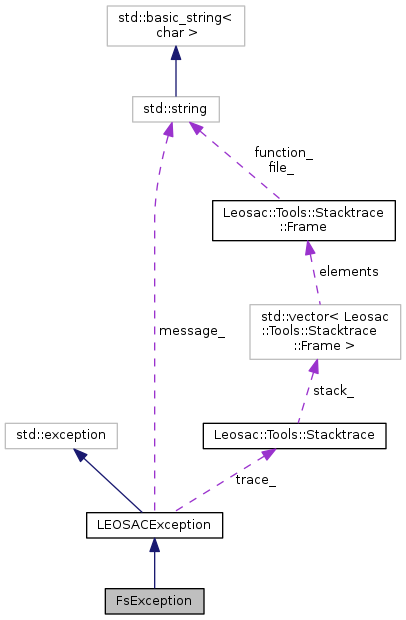 std::basic_string<
char >
std::string
function_
file_
Leosac::Tools::Stacktrace
::Frame
elements
std::vector< Leosac
::Tools::Stacktrace
::Frame >
message_
stack_
std::exception
Leosac::Tools::Stacktrace
trace_
LEOSACException
FsException